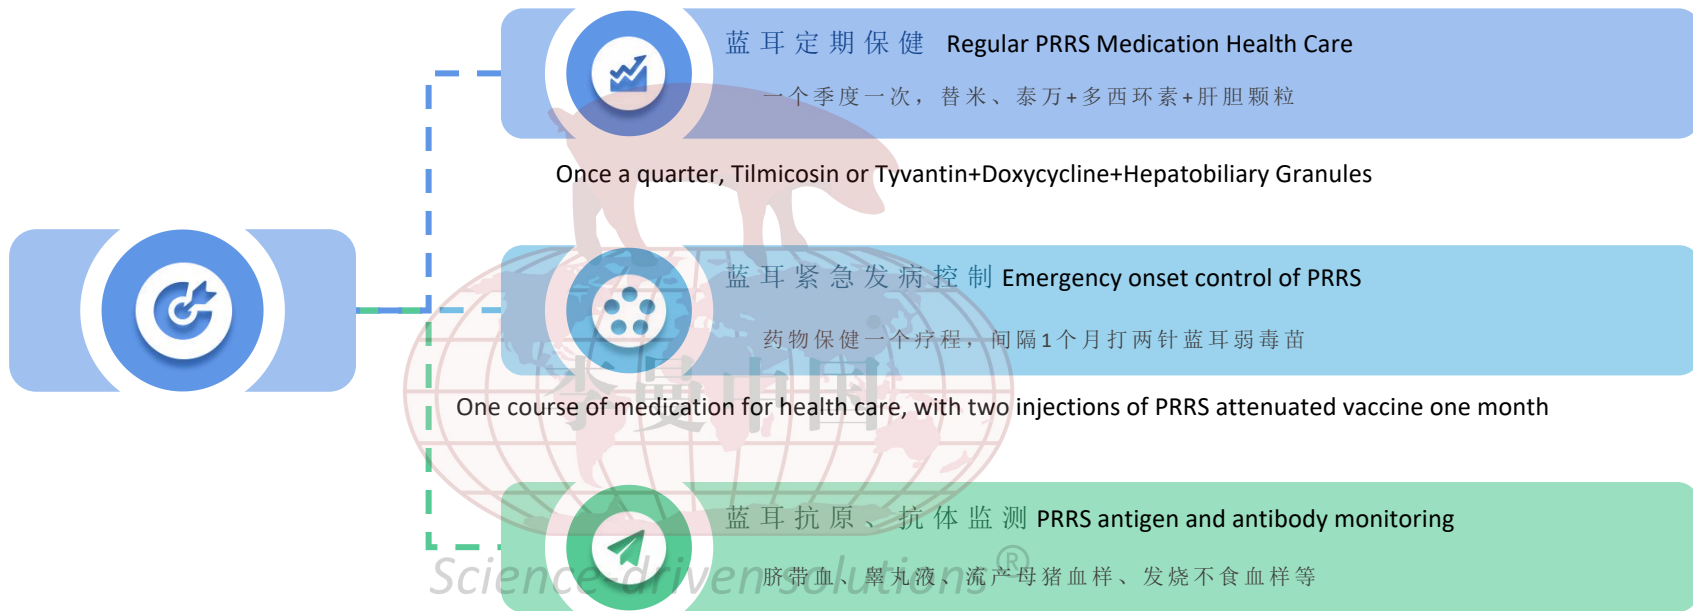 蓝耳定期保健 Regular PRRS Medication Health Care
一个季度一次，替米、泰万+多西环素+肝胆颗粒
Once a quarter, Tilmicosin or Tyvantin+Doxycycline+Hepatobiliary Granules
蓝耳紧急发病控制 Emergency onset control of PRRS
药物保健一个疗程，间隔1个月打两针蓝耳弱毒苗
李曼中国
One course of medication for health care, with two injections of PRRS attenuated vaccine one month
蓝耳抗原、抗体监测 PRRS antigen and antibody monitoring
脐带血、睾丸液、流产母猪血样、发烧不食血样等
Science-driven solutions®